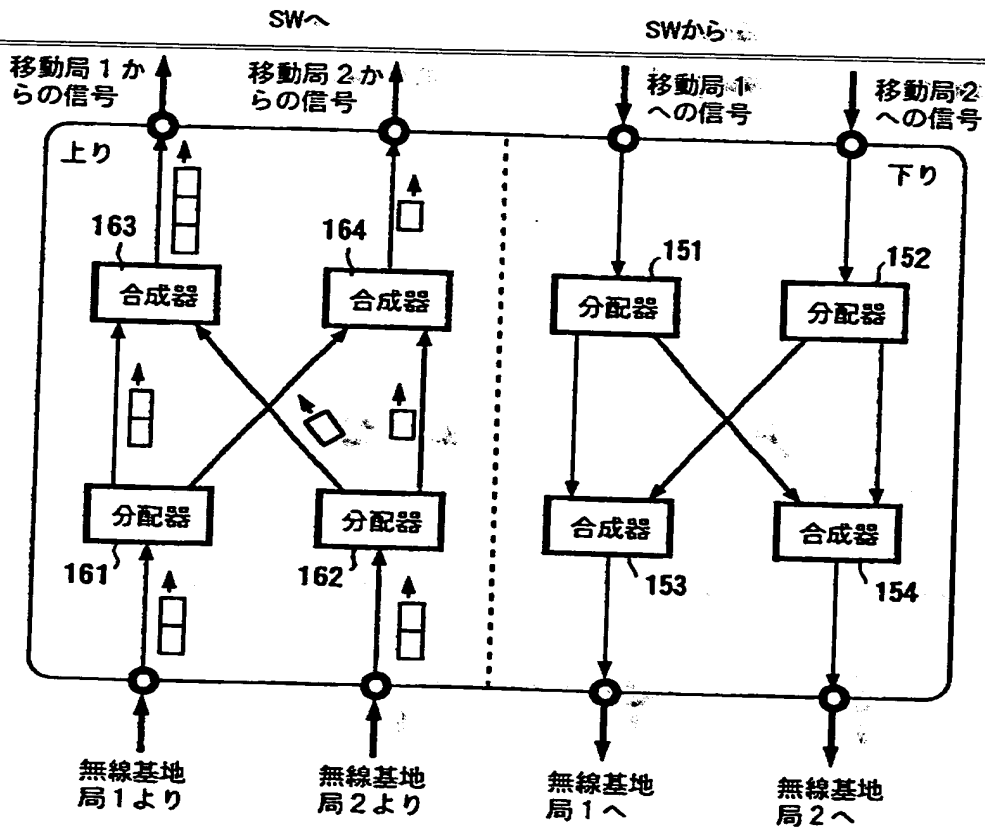 SWへ
SWから
移動局1か
らの信号
移動局2か
らの信号
移動局1
への信号
移動局2
への信号
上り
下り
163
164
151
152
合成器
合成器
分配器
分配器
分配器
分配器
合成器
合成器
161
162
153
154
無線基地
局1より
無線基地
局2より
無線基地
局1へ
無線基地
局2へ